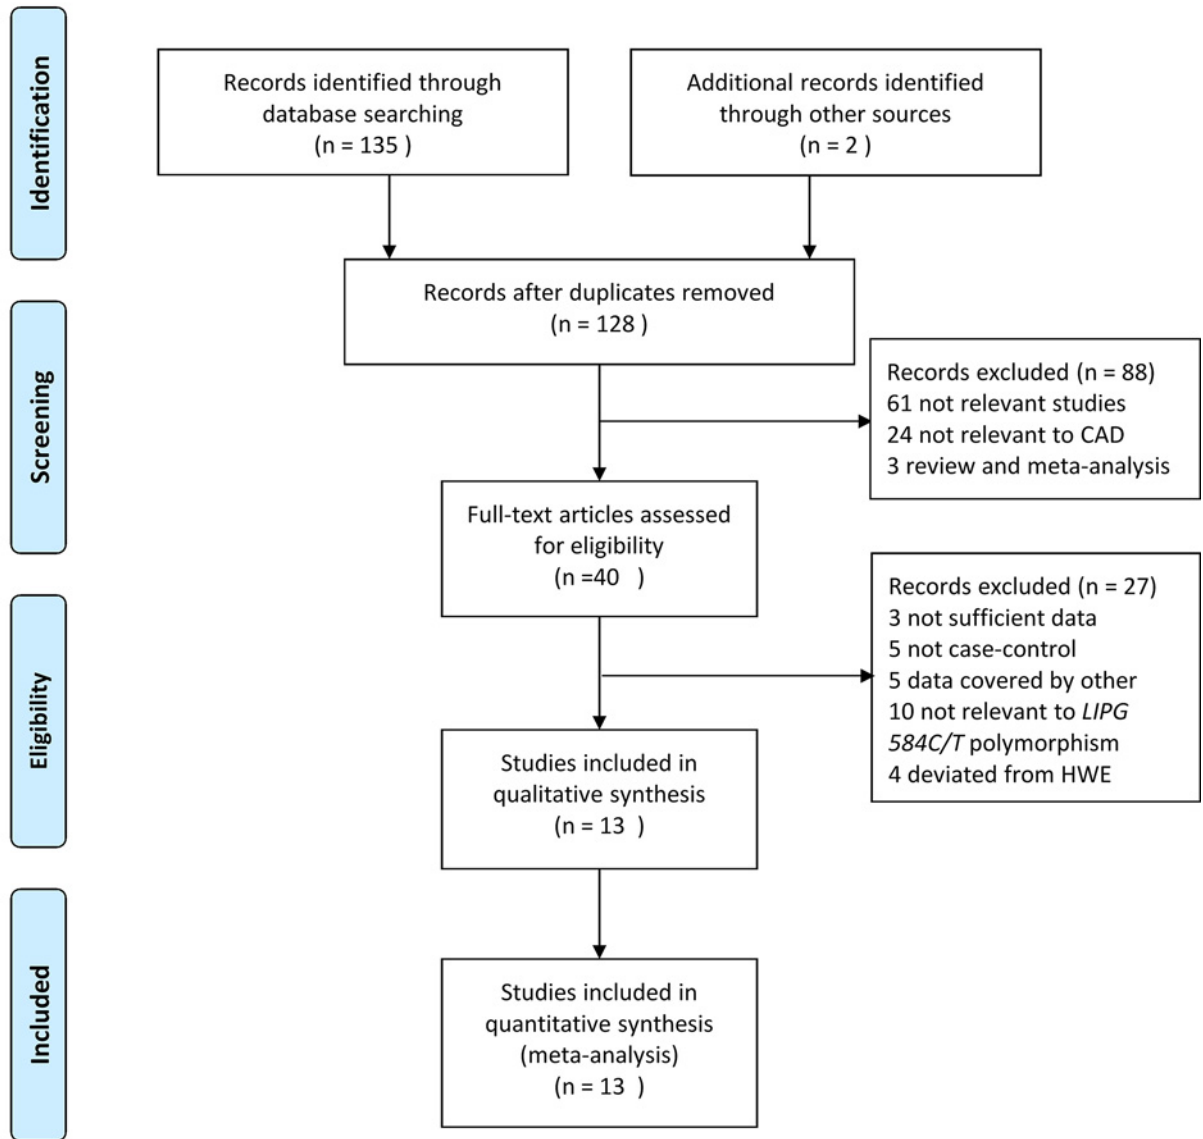 Identification
Records identified through
database searching
(n = 135 )
Additional records identified
through other sources
(n = 2 )
Records after duplicates removed
(n = 128 )
Screening
Records excluded (n = 88)
61 not relevant studies
24 not relevant to CAD
3 review and meta-analysis
Full-text articles assessed
for eligibility
(n =40 )
Eligibility
Records excluded (n = 27)
3 not sufficient data
5 not case-control
5 data covered by other
10 not relevant to LIPG
584C/T polymorphism
4 deviated from HWE
Studies included in
qualitative synthesis
(n = 13 )
Included
Studies included in
quantitative synthesis
(meta-analysis)
(n = 13 )